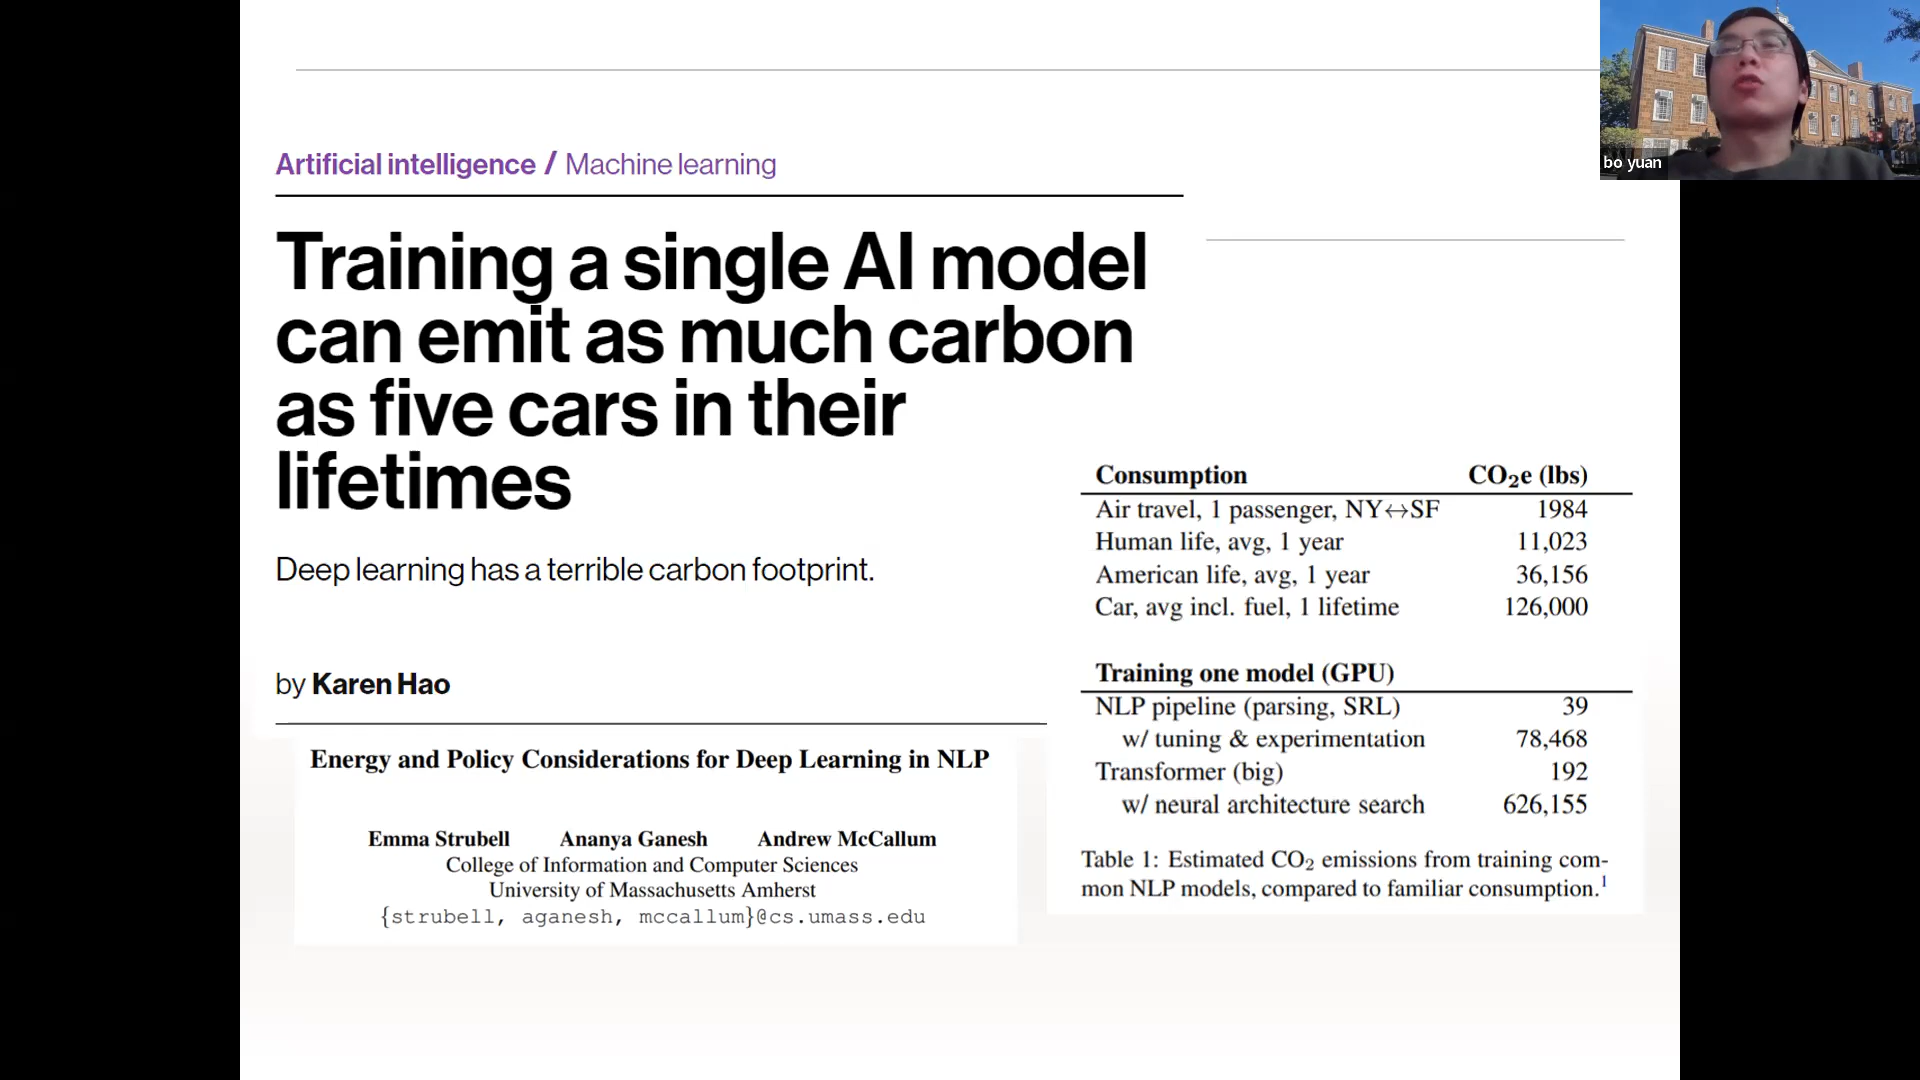 bo yuan
Artificial intelligence / Machine learning
Training a single AI model
can emit as much carbon
as five cars in their
lifetimes
Deep learning has a terrible carbon footprint.
by Karen Hao
Energy and Policy Considerations for Deep Learning in NLP
Emma Strubell Ananya Ganesh Andrew McCallum
College of Information and Computer Sciences
University of Massachusetts Amherst
{strubell, aganesh, mccallum}@cs.umass.edu
Consumption CO₂e (lbs)
Air travel, 1 passenger, NY↔SF 1984
Human life, avg, 1 year 11,023
American life, avg, 1 year 36,156
Car, avg incl. fuel, 1 lifetime 126,000
Training one model (GPU)
NLP pipeline (parsing, SRL) 39
w/ tuning & experimentation 78,468
Transformer (big) 192
w/ neural architecture search 626,155
Table 1: Estimated CO₂ emissions from training com-
mon NLP models, compared to familiar consumption.¹